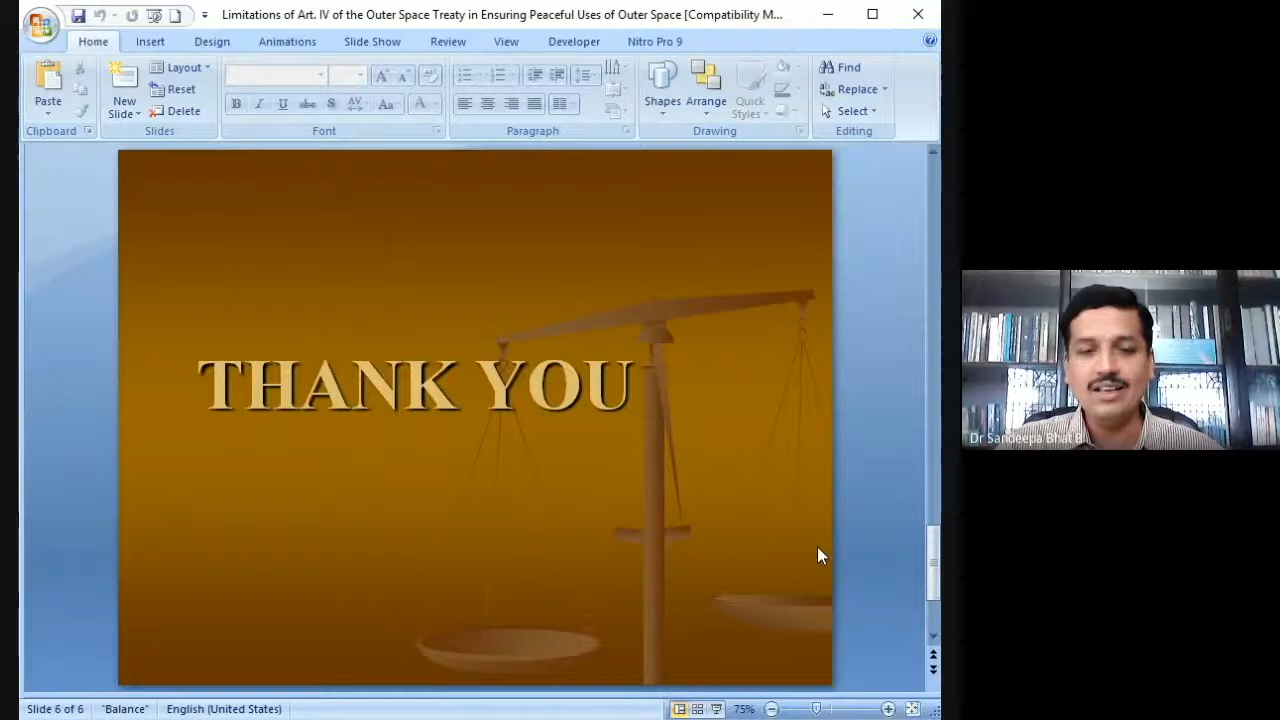 Limitations of Art. IV of the Outer Space Treaty in Ensuring Peaceful Uses of Outer Space [Compatibility M...
Home Insert Design Animations Slide Show Review View Developer Nitro Pro 9
Paste
Clipboard
New
Slide
Layout
Reset
Delete
Slides
B I U abc S AV Aa A
Font
Paragraph
Shapes
Arrange
Quick
Styles
Drawing
Find
Replace
Select
Editing
THANK YOU
Dr Sandeepa Bhat B
Slide 6 of 6 "Balance" English (United States) 75%